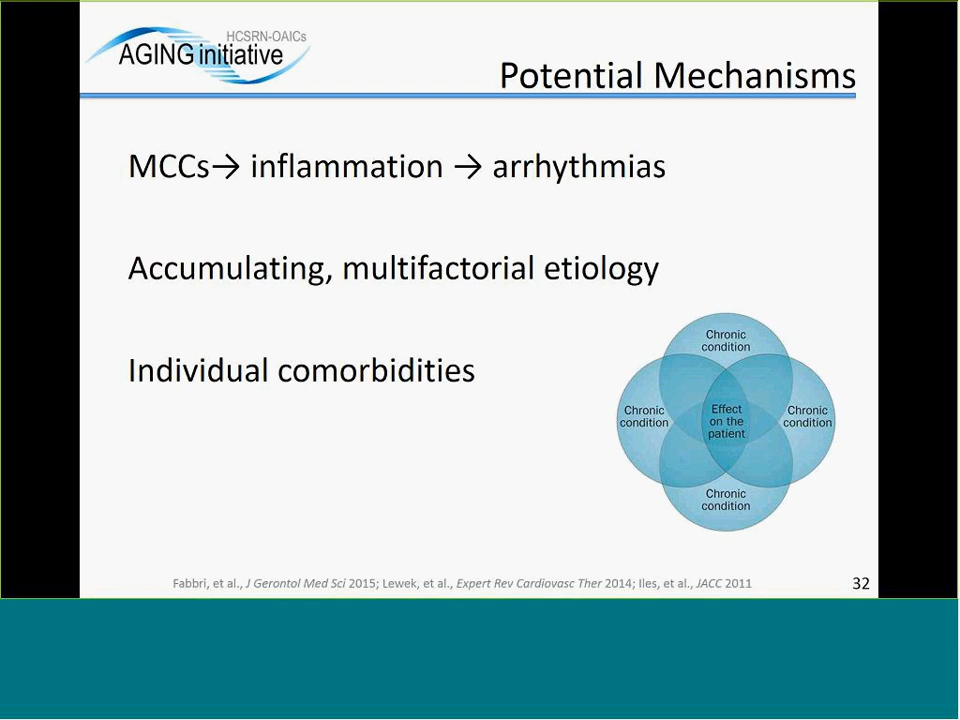 HCSRN-OAICs
AGING initiative
Potential Mechanisms
MCCs→ inflammation → arrhythmias
Accumulating, multifactorial etiology
Individual comorbidities
Chronic
condition
Chronic
condition
Effect
on the
patient
Chronic
condition
Chronic
condition
Fabbri, et al., J Gerontol Med Sci 2015; Lewek, et al., Expert Rev Cardiovasc Ther 2014; Iles, et al., JACC 2011
32